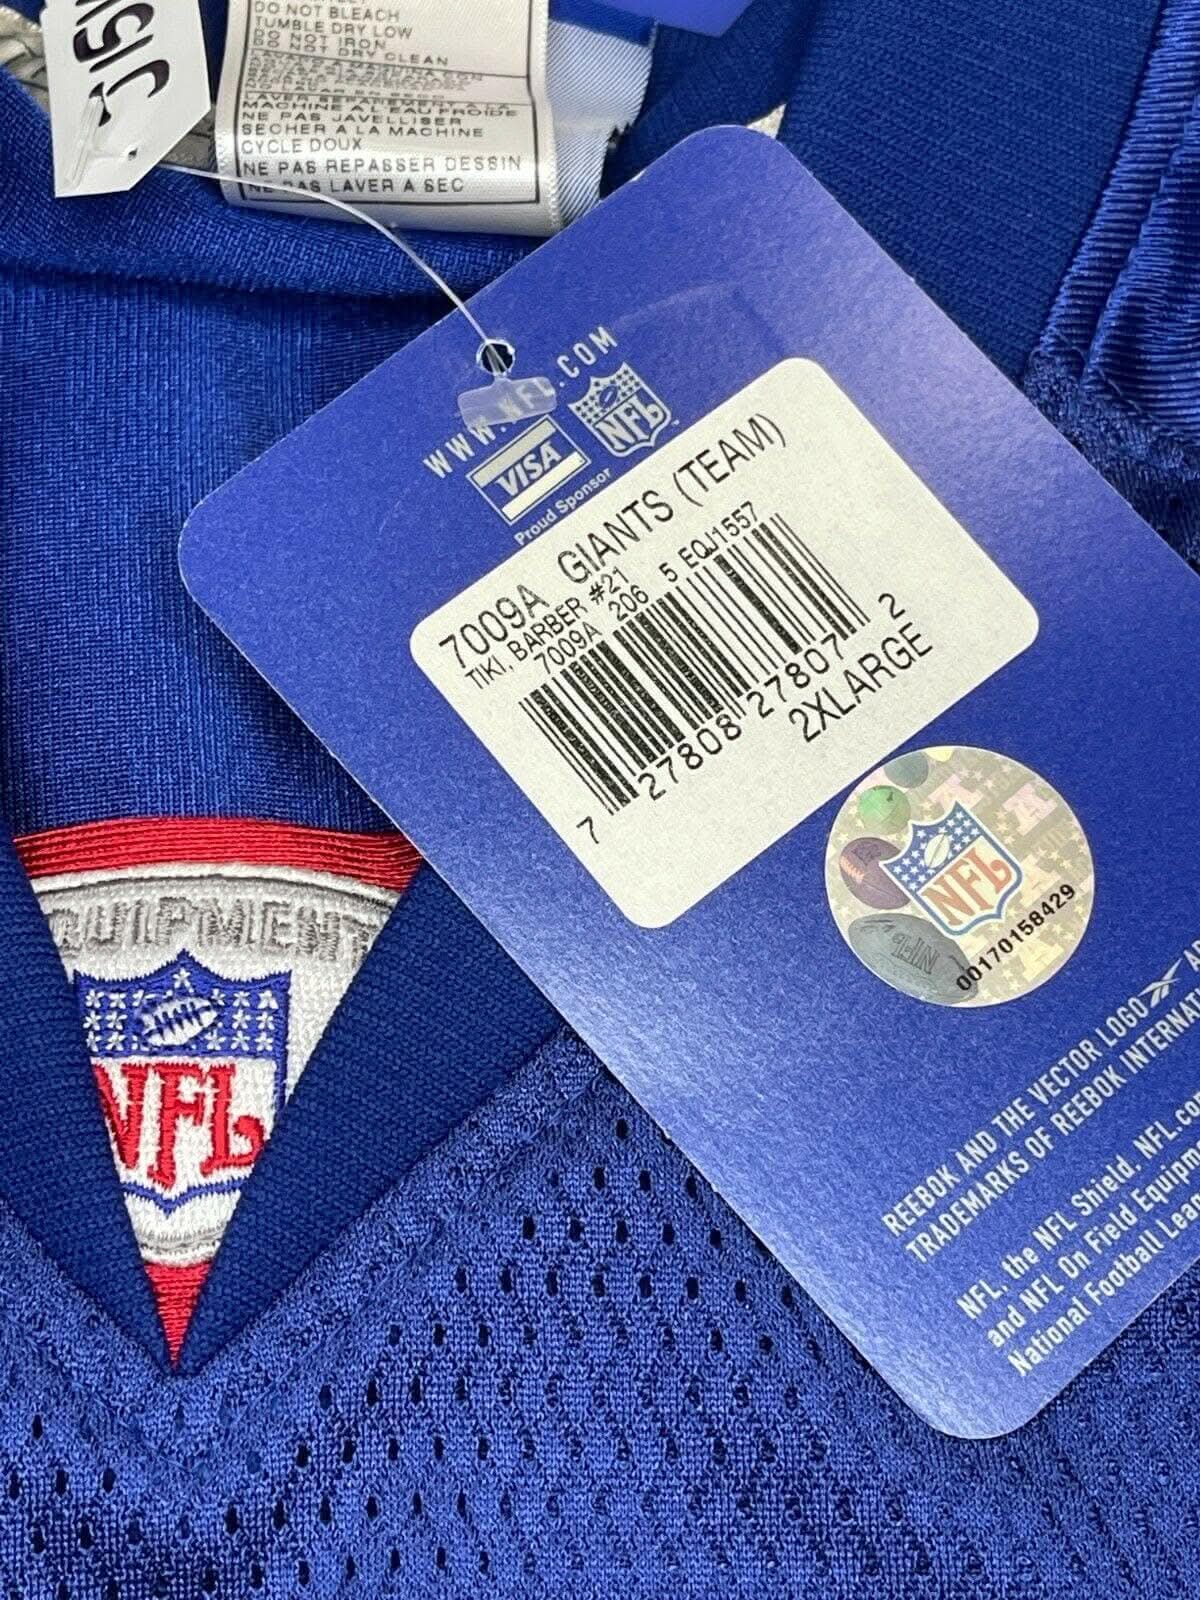 DO NOT BLEACH
TUMBLE DRY LOW
DO NOT IRON
DO NOT DRY CLEAN
LAVER SEPAREMENT A LA
MACHINE A L EAU FROIDE
NE PAS JAVELLISER
SECHER A LA MACHINE
CYCLE DOUX
NE PAS REPASSER DESSIN
NE PAS LAVER A SEC
WWW.NFL.COM
VISA
NFL
Proud Sponsor
7009A GIANTS (TEAM)
TIKI, BARBER #21
7009A 206 5 EQJ1557
7 27808 27807 2
2XLARGE
NFL
NFL
00170158429
EQUIPMENT
NFL
REEBOK AND THE VECTOR LOGO
TRADEMARKS OF REEBOK
NFL, the NFL Shield, NFL.com
and NFL On Field
National Football